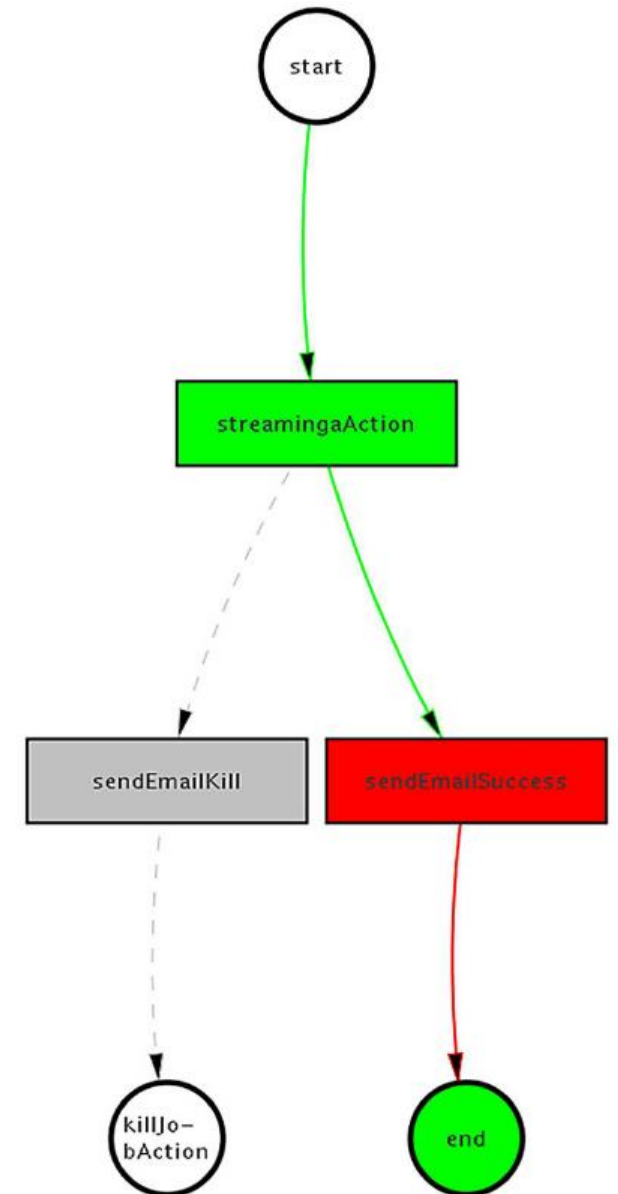 start
streamingaAction
sendEmailKill
sendEmailSuccess
killJo-
bAction
end